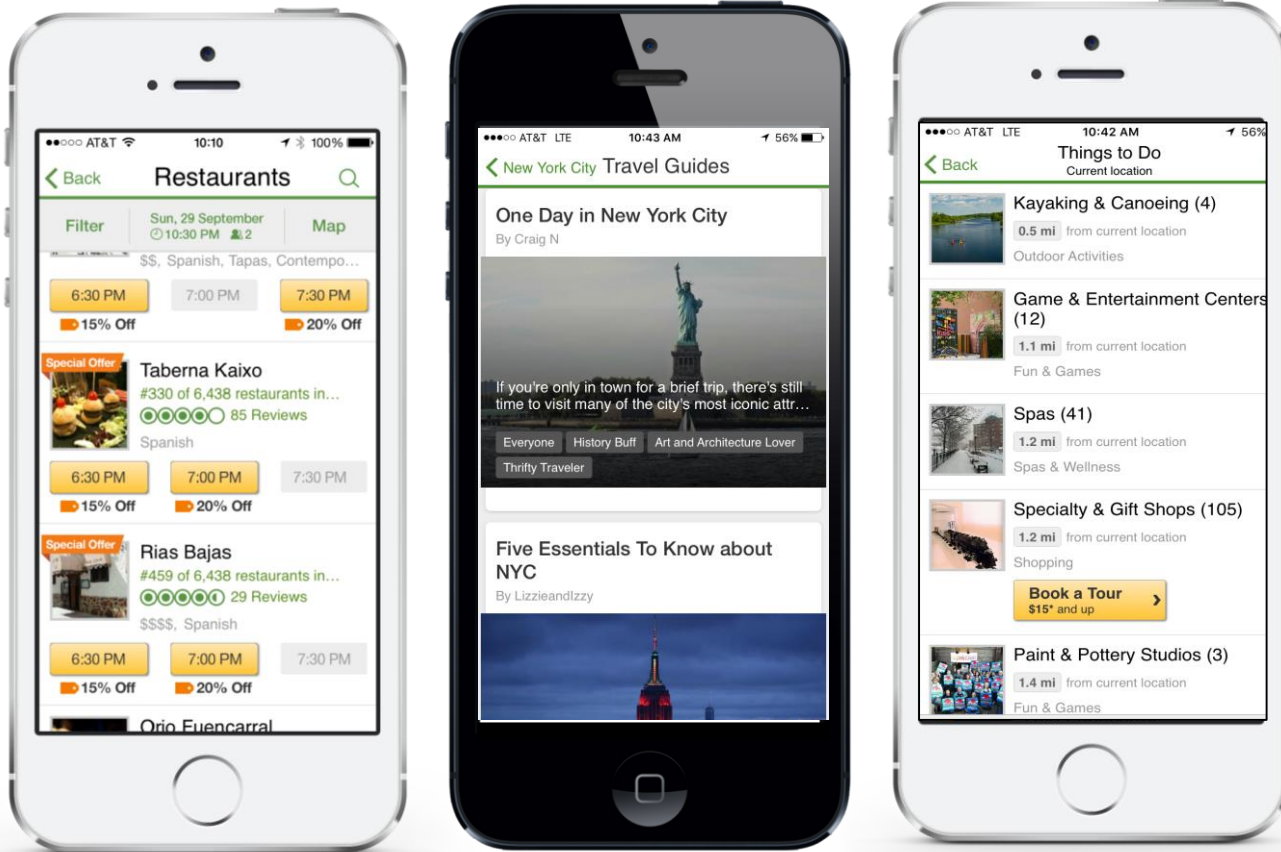 AT&T 10:10 100%
Back Restaurants
Filter Sun, 29 September Map
10:30 PM 2
$$, Spanish, Tapas, Contempo...
6:30 PM 7:00 PM 7:30 PM
15% Off 20% Off
Special Offer
Taberna Kaixo
#330 of 6,438 restaurants in...
85 Reviews
Spanish
6:30 PM 7:00 PM 7:30 PM
15% Off 20% Off
Special Offer
Rias Bajas
#459 of 6,438 restaurants in...
29 Reviews
$$$$, Spanish
6:30 PM 7:00 PM 7:30 PM
15% Off 20% Off
Orio Fuencarral
AT&T LTE 10:43 AM 56%
New York City Travel Guides
One Day in New York City
By Craig N
If you're only in town for a brief trip, there's still
time to visit many of the city's most iconic attr...
Everyone History Buff Art and Architecture Lover
Thrifty Traveler
Five Essentials To Know about
NYC
By LizzieandIzzy
AT&T LTE 10:42 AM 56%
Back Things to Do
Current location
Kayaking & Canoeing (4)
0.5 mi from current location
Outdoor Activities
Game & Entertainment Centers
(12)
1.1 mi from current location
Fun & Games
Spas (41)
1.2 mi from current location
Spas & Wellness
Specialty & Gift Shops (105)
1.2 mi from current location
Shopping
Book a Tour
$15* and up
Paint & Pottery Studios (3)
1.4 mi from current location
Fun & Games